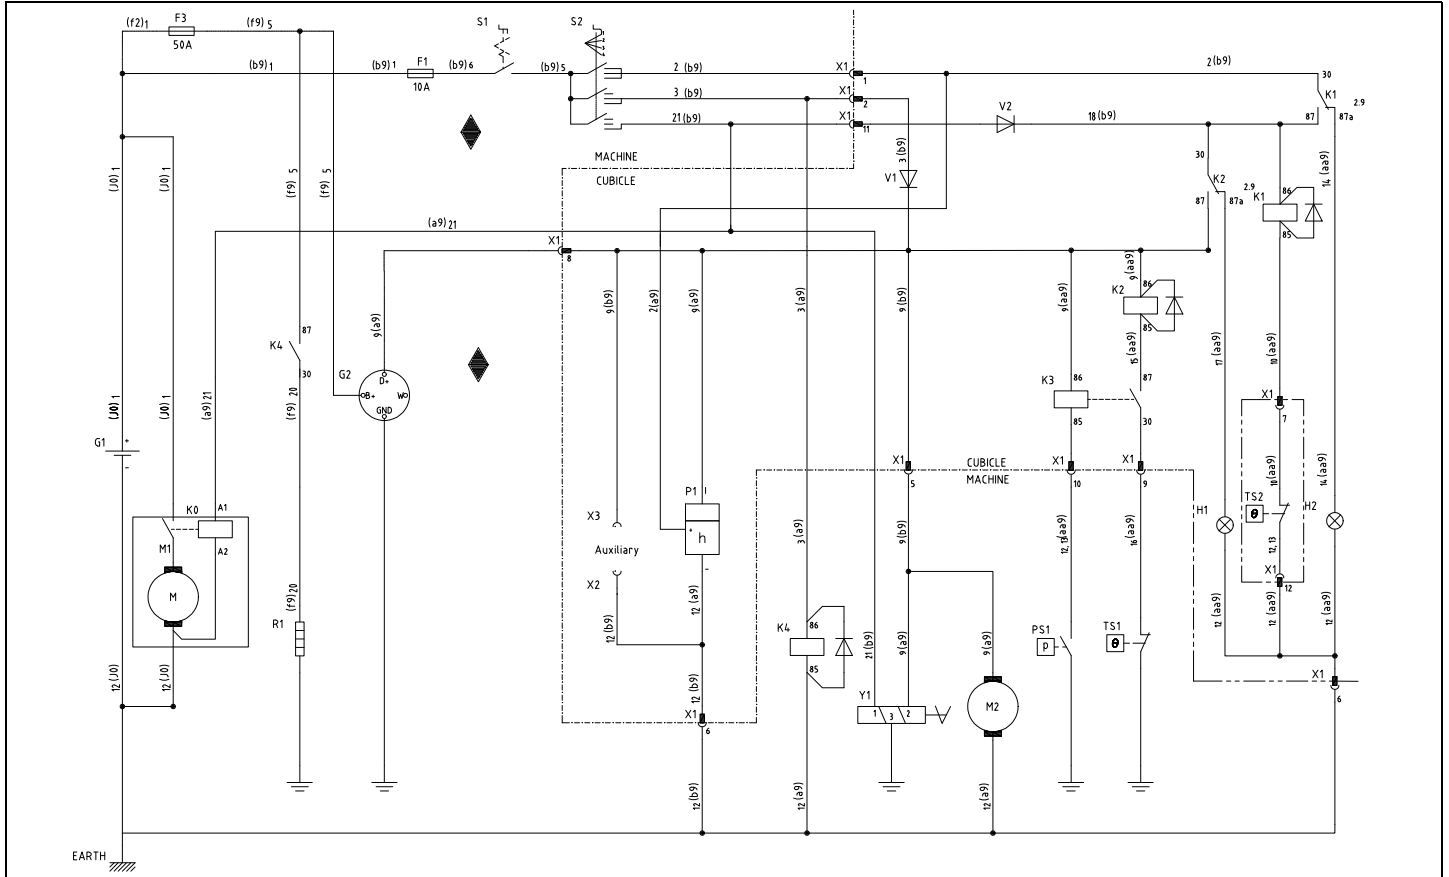 (f2)1
F3
50A
(f9) 5
S1
S2
(b9)1
(b9) 1
F1
10A
(b9) 6
(b9) 5
2 (b9)
X1
1
2(b9)
30
K1
2.9
87
87a
3 (b9)
X1
2
21(b9)
X1
11
V2
18(b9)
MACHINE
CUBICLE
3 (b9)
V1
30
K2
87
87a
2.9
K1
86
85
14 (aa9)
(J0) 1
(J0) 1
(f9) 5
(f9) 5
(a9)21
X1
8
9(b9)
2(a9)
9(a9)
3(a9)
9(b9)
9(aa9)
9(aa9)
K2
86
85
15 (aa9)
17 (aa9)
10 (aa9)
9(a9)
K4
87
30
(f9) 20
G2
D+
B+
W
GND
K3
86
85
87
30
(J0) 1
(J0) 1
(a9)21
G1
+
-
X1
7
X1
5
CUBICLE
MACHINE
X1
10
X1
9
10(aa9)
14(aa9)
K0
A1
A2
M1
M
P1
+
h
-
X3
Auxiliary
X2
3(a9)
9(b9)
12,13(aa9)
16(aa9)
H1
TS2
θ
H2
12, 13
X1
12
(f9)20
R1
12 (b9)
12 (a9)
12 (aa9)
12 (aa9)
12 (aa9)
K4
86
85
21(b9)
9(a9)
9(a9)
PS1
p
TS1
θ
12 (J0)
12 (J0)
12 (b9)
X1
6
Y1
1
3
2
M2
X1
6
12(b9)
12(a9)
12(a9)
EARTH